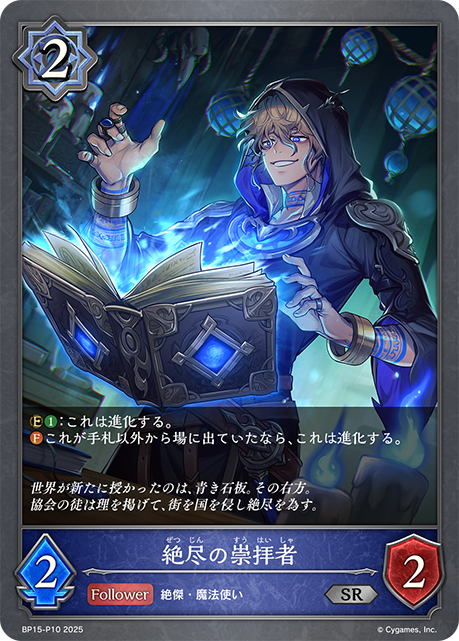 2
E 1：これは進化する。
F これが手札以外から場に出ていたなら、これは進化する。
世界が新たに授かったのは、青き石板。その右方。
協会の徒は理を掲げて、街を国を侵し絶尽を為す。
ぜつ じん すう はい しゃ
絶尽の崇拝者
2
Follower 絶傑・魔法使い
SR
2
BP15-P10 2025
© Cygames, Inc.